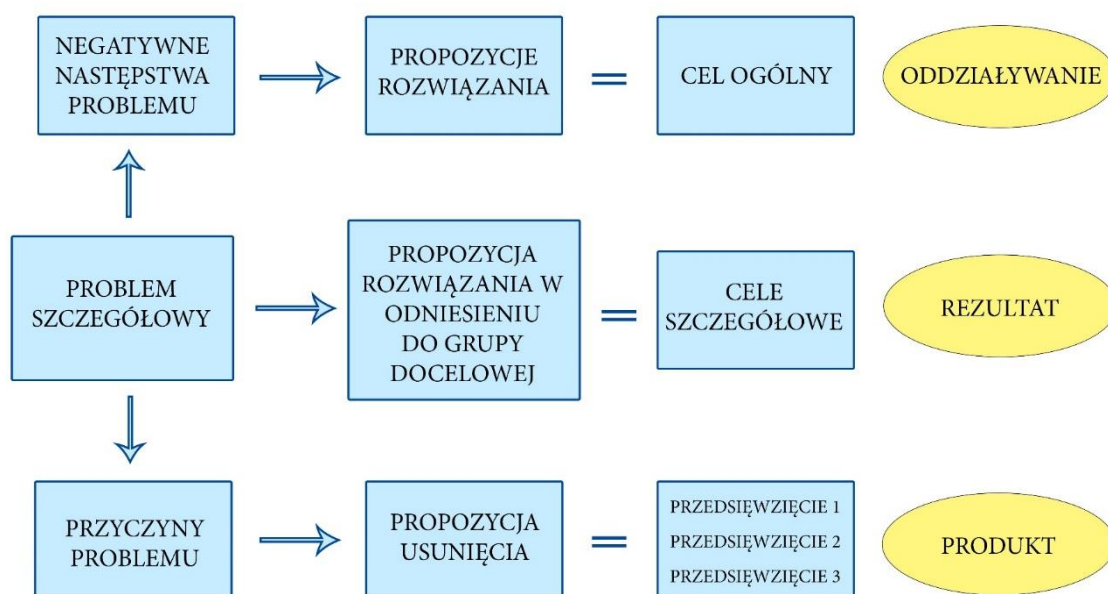 NEGATYWNE
NASTĘPSTWA
PROBLEMU
PROPOZYCJE
ROZWIĄZANIA
=
CEL OGÓLNY
ODDZIAŁYWANIE
PROBLEM
SZCZEGÓŁOWY
PROPOZYCJA
ROZWIĄZANIA W
ODNIESIENIU
DO GRUPY
DOCELOWEJ
=
CELE
SZCZEGÓŁOWE
REZULTAT
PRZYCZYNY
PROBLEMU
PROPOZYCJA
USUNIĘCIA
=
PRZEDSIĘWZIĘCIE 1
PRZEDSIĘWZIĘCIE 2
PRZEDSIĘWZIĘCIE 3
PRODUKT